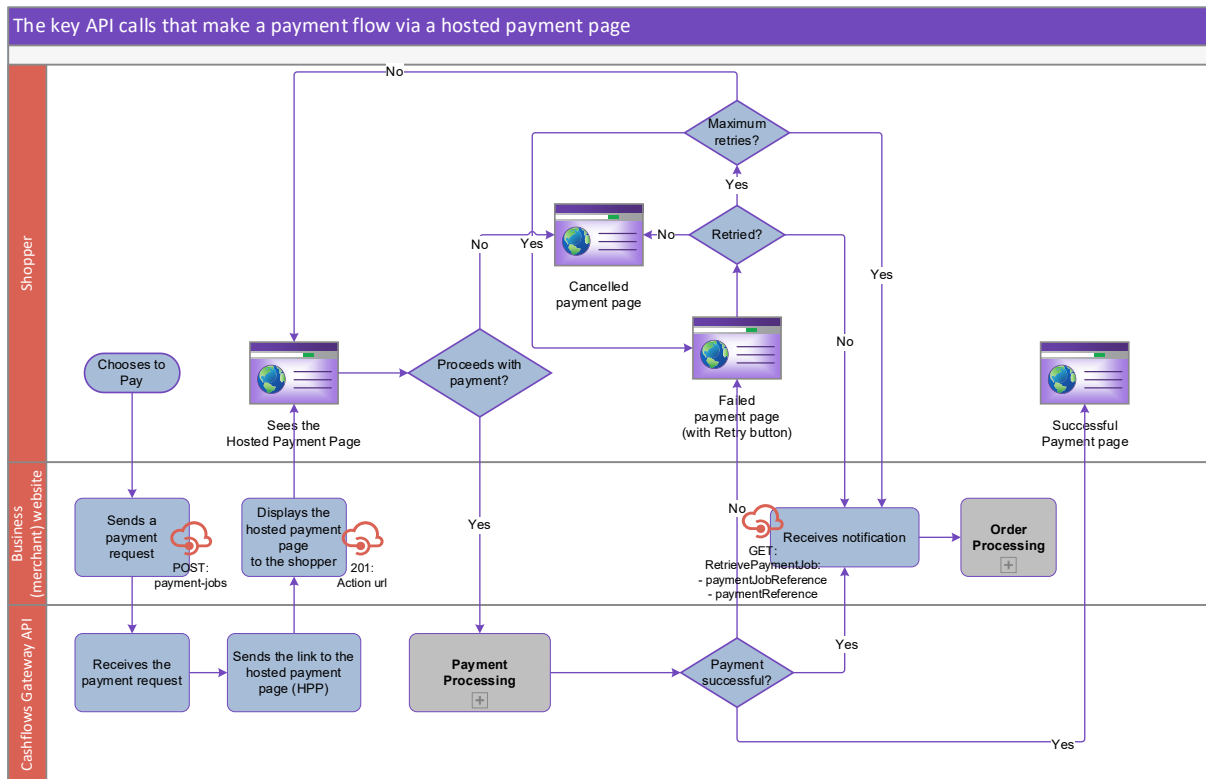 The key API calls that make a payment flow via a hosted payment page
Shopper
No
Maximum
retries?
Yes
Retried?
No
No
Yes
Yes
Cancelled
payment page
No
Chooses to
Pay
Proceeds with
payment?
Sees the
Hosted Payment Page
Failed
payment page
(with Retry button)
Successful
Payment page
Business
(merchant) website
Sends a
payment
request
POST:
payment-jobs
Displays the
hosted payment
page
to the shopper
201:
Action url
Yes
No
Receives notification
GET:
RetrievePaymentJob:
- paymentJobReference
- paymentReference
Order
Processing
Cashflows Gateway API
Receives the
payment request
Sends the link to the
hosted payment
page (HPP)
Payment
Processing
Payment
successful?
Yes
Yes